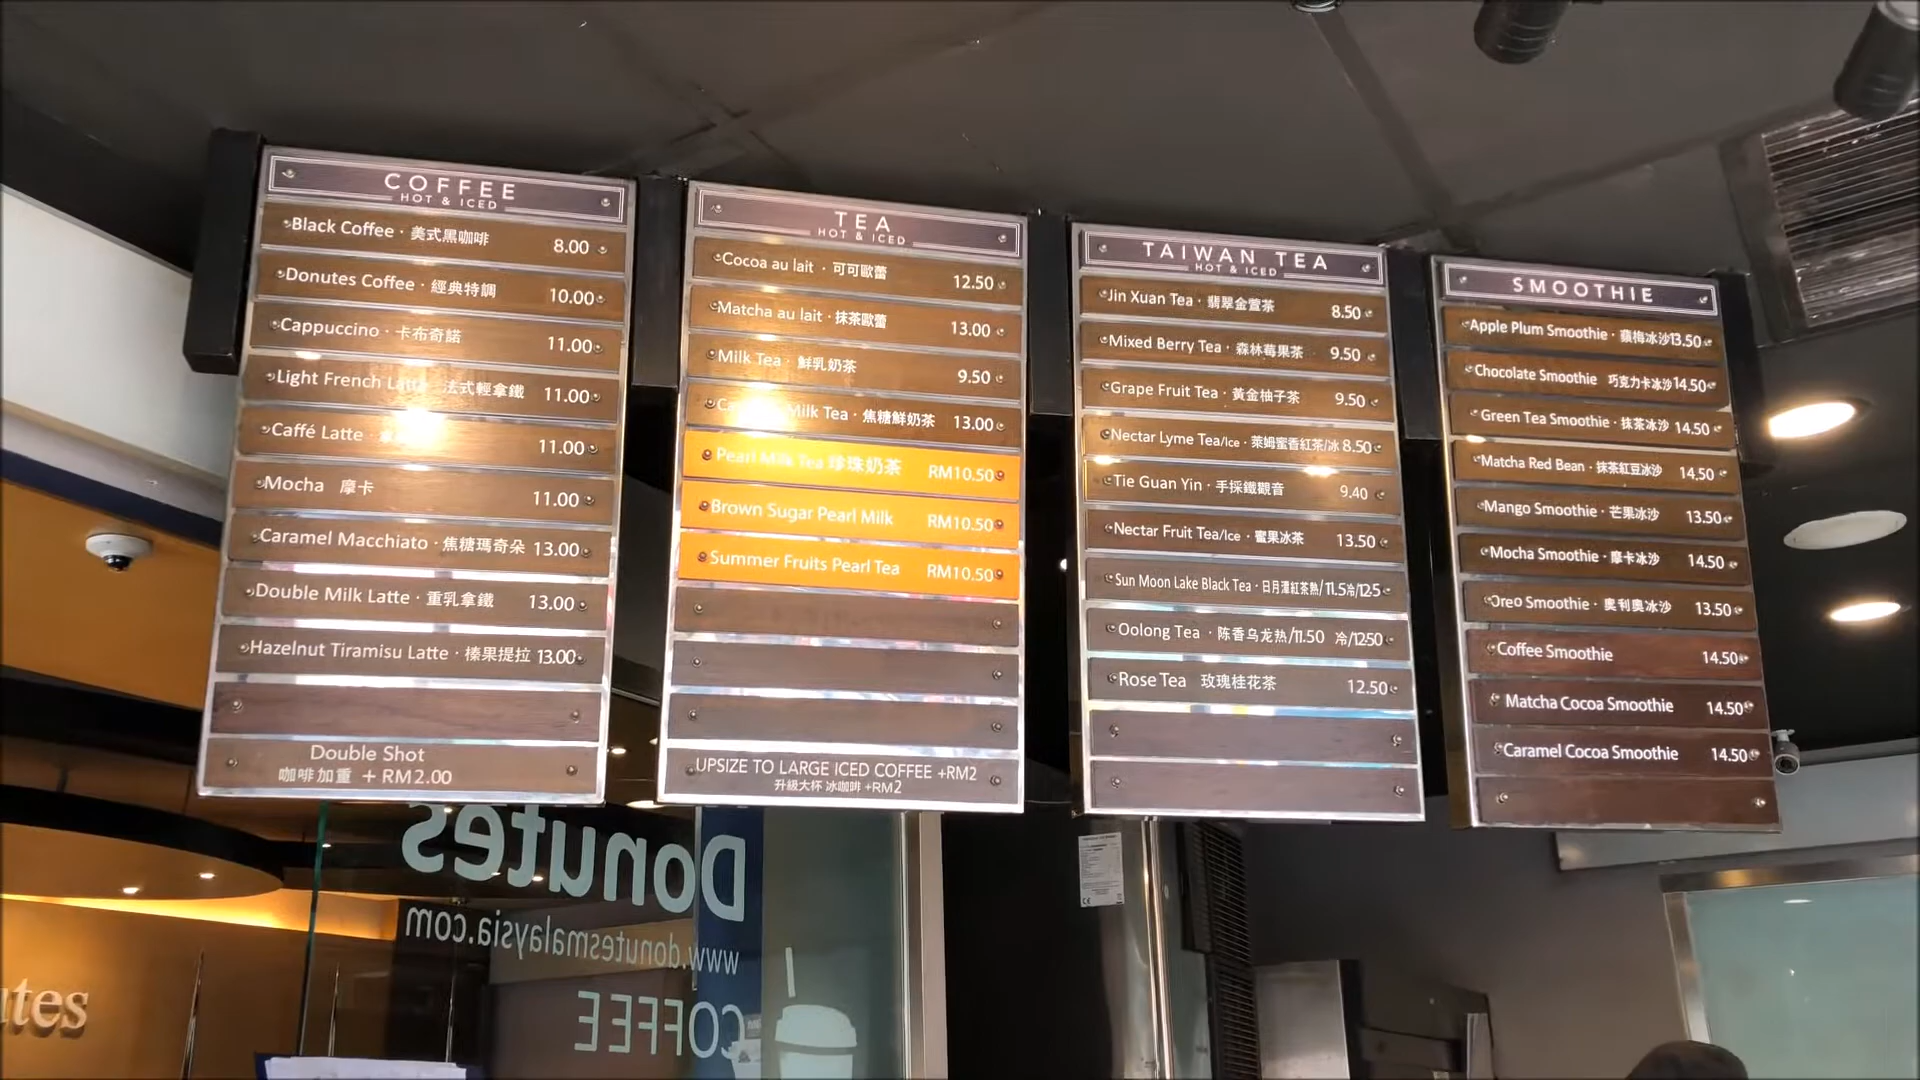 COFFEE
HOT & ICED
Black Coffee · 美式黑咖啡 8.00
Donutes Coffee · 經典特調 10.00
Cappuccino · 卡布奇諾 11.00
Light French Latte 法式輕拿鐵 11.00
Caffé Latte · 11.00
Mocha 摩卡 11.00
Caramel Macchiato · 焦糖瑪奇朵 13.00
Double Milk Latte · 重乳拿鐵 13.00
Hazelnut Tiramisu Latte · 榛果提拉 13.00
Double Shot
咖啡加重 + RM2.00
TEA
HOT & ICED
Cocoa au lait · 可可歐蕾 12.50
Matcha au lait · 抹茶歐蕾 13.00
Milk Tea · 鮮乳奶茶 9.50
Milk Tea · 焦糖鮮奶茶 13.00
Pearl Milk Tea 珍珠奶茶 RM10.50
Brown Sugar Pearl Milk RM10.50
Summer Fruits Pearl Tea RM10.50
UPSIZE TO LARGE ICED COFFEE +RM2
升級大杯 冰咖啡 +RM2
TAIWAN TEA
HOT & ICED
Jin Xuan Tea · 翡翠金萱茶 8.50
Mixed Berry Tea · 森林莓果茶 9.50
Grape Fruit Tea · 黃金柚子茶 9.50
Nectar Lyme Tea/Ice · 萊姆蜜香紅茶/冰 8.50
Tie Guan Yin · 手採鐵觀音 9.40
Nectar Fruit Tea/Ice · 蜜果冰茶 13.50
Sun Moon Lake Black Tea · 日月潭紅茶熱/11.5冷/12.5
Oolong Tea · 陈香乌龙热/11.50 冷/12.50
Rose Tea 玫瑰桂花茶 12.50
SMOOTHIE
Apple Plum Smoothie · 蘋梅冰沙 13.50
Chocolate Smoothie 巧克力卡冰沙 14.50
Green Tea Smoothie · 抹茶冰沙 14.50
Matcha Red Bean · 抹茶紅豆冰沙 14.50
Mango Smoothie · 芒果冰沙 13.50
Mocha Smoothie · 摩卡冰沙 14.50
Oreo Smoothie · 奧利奧冰沙 13.50
Coffee Smoothie 14.50
Matcha Cocoa Smoothie 14.50
Caramel Cocoa Smoothie 14.50
Donutes
www.donutesmalaysia.com
COFFEE
utes